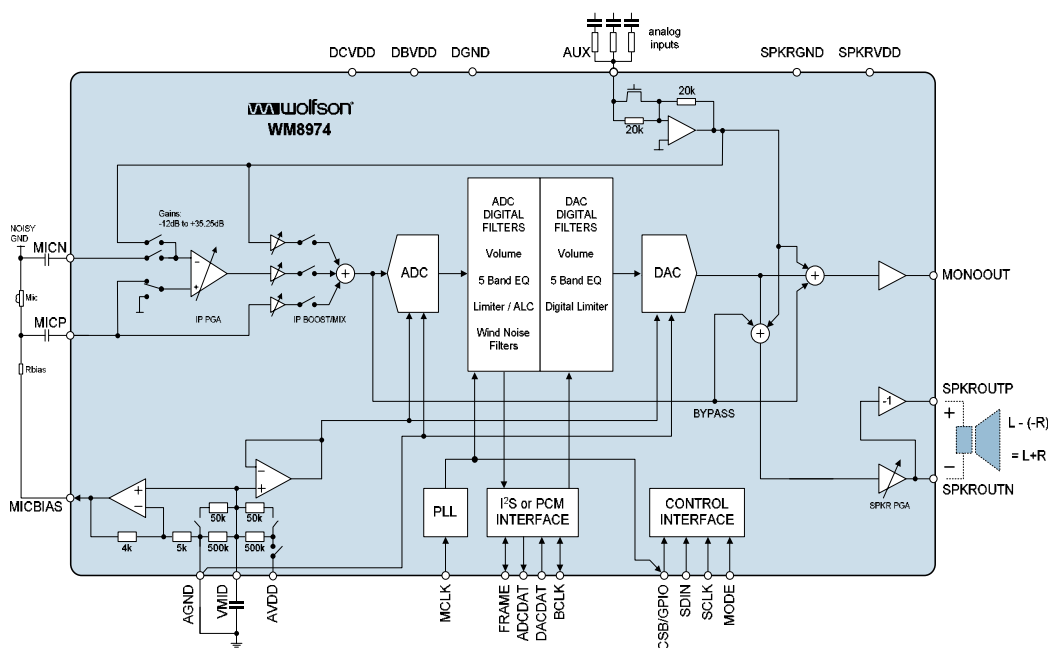 analog
inputs
DCVDD
DBVDD
DGND
AUX
SPKRGND
SPKRVDD
wolfson®
WM8974
20k
20k
Gains:
-12dB to +35.25dB
NOISY
GND
MICN
Mic
MICP
Rbias
IP PGA
IP BOOST/MIX
ADC
ADC
DIGITAL
FILTERS
Volume
5 Band EQ
Limiter / ALC
Wind Noise
Filters
DAC
DIGITAL
FILTERS
Volume
5 Band EQ
Digital Limiter
DAC
MONOOUT
BYPASS
SPKROUTP
-1
+
L - (-R)
= L+R
−
SPKROUTN
SPKR PGA
MICBIAS
+
-
-
+
4k
5k
50k
50k
500k
500k
PLL
I²S or PCM
INTERFACE
CONTROL
INTERFACE
AGND
VMID
AVDD
MCLK
FRAME
ADCDAT
DACDAT
BCLK
CSB/GPIO
SDIN
SCLK
MODE